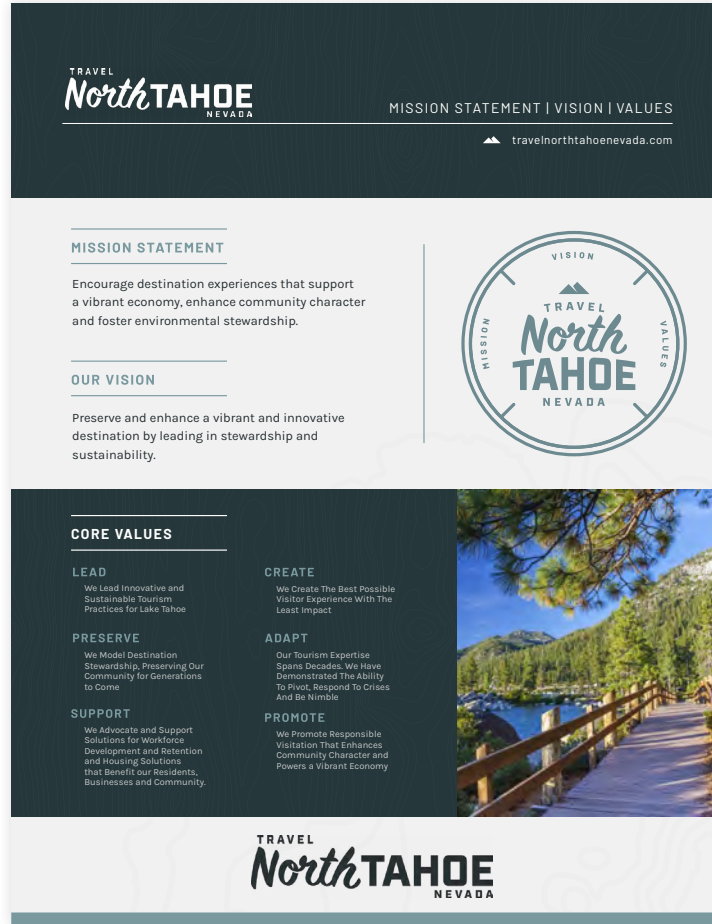 TRAVEL
North TAHOE
NEVADA
MISSION STATEMENT | VISION | VALUES
travelnorthtahoenevada.com
MISSION STATEMENT
Encourage destination experiences that support
a vibrant economy, enhance community character
and foster environmental stewardship.
OUR VISION
Preserve and enhance a vibrant and innovative
destination by leading in stewardship and
sustainability.
VISION
MISSION
VALUES
TRAVEL
North
TAHOE
NEVADA
CORE VALUES
LEAD
We Lead Innovative and
Sustainable Tourism
Practices for Lake Tahoe
PRESERVE
We Model Destination
Stewardship, Preserving Our
Community for Generations
to Come
SUPPORT
We Advocate and Support
Solutions for Workforce
Development and Retention
and Housing Solutions
that Benefit our Residents,
Businesses and Community.
CREATE
We Create The Best Possible
Visitor Experience With The
Least Impact
ADAPT
Our Tourism Expertise
Spans Decades. We Have
Demonstrated The Ability
To Pivot, Respond To Crises
And Be Nimble
PROMOTE
We Promote Responsible
Visitation That Enhances
Community Character and
Powers a Vibrant Economy
TRAVEL
North TAHOE
NEVADA